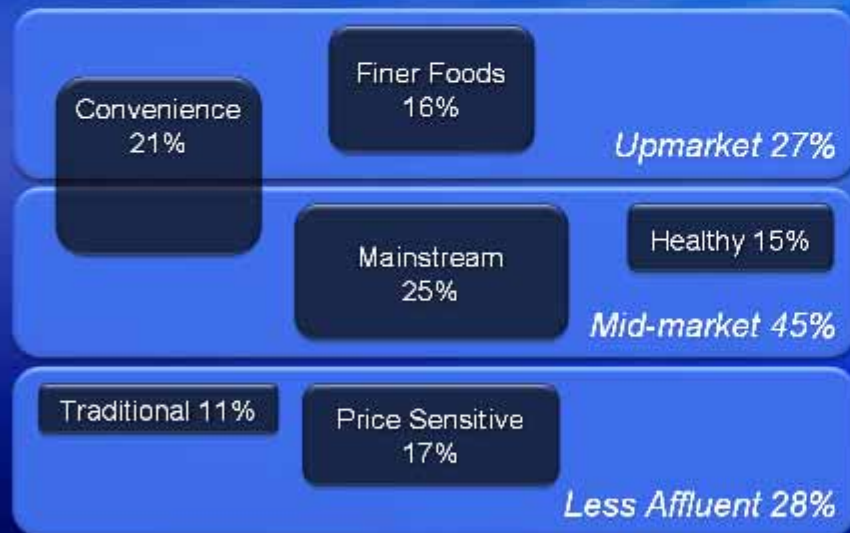 Finer Foods
16%
Convenience
21%
Upmarket 27%
Mainstream
25%
Healthy 15%
Mid-market 45%
Traditional 11%
Price Sensitive
17%
Less Affluent 28%